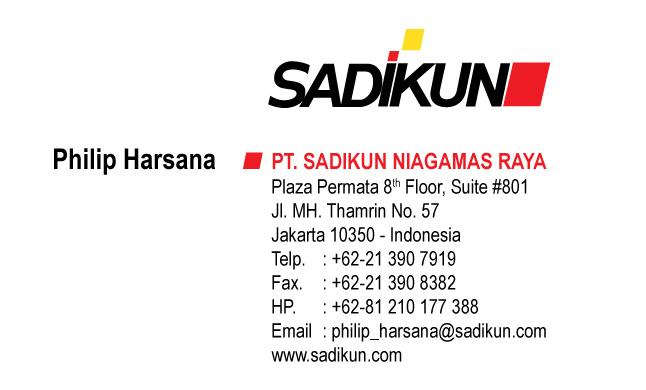 SADIKUN
Philip Harsana
PT. SADIKUN NIAGAMAS RAYA
Plaza Permata 8th Floor, Suite #801
Jl. MH. Thamrin No. 57
Jakarta 10350 - Indonesia
Telp. : +62-21 390 7919
Fax. : +62-21 390 8382
HP. : +62-81 210 177 388
Email : philip_harsana@sadikun.com
www.sadikun.com